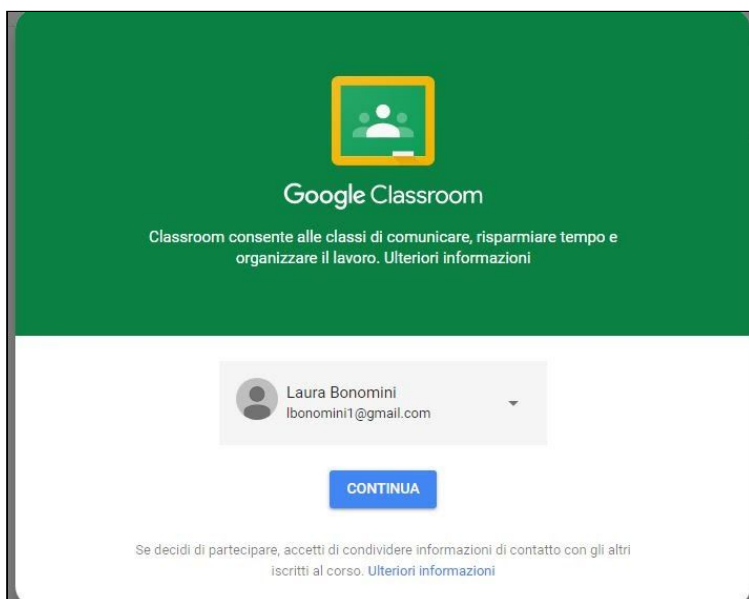 Google Classroom
Classroom consente alle classi di comunicare, risparmiare tempo e
organizzare il lavoro. Ulteriori informazioni
Laura Bonomini
lbonomini1@gmail.com
CONTINUA
Se decidi di partecipare, accetti di condividere informazioni di contatto con gli altri
iscritti al corso. Ulteriori informazioni